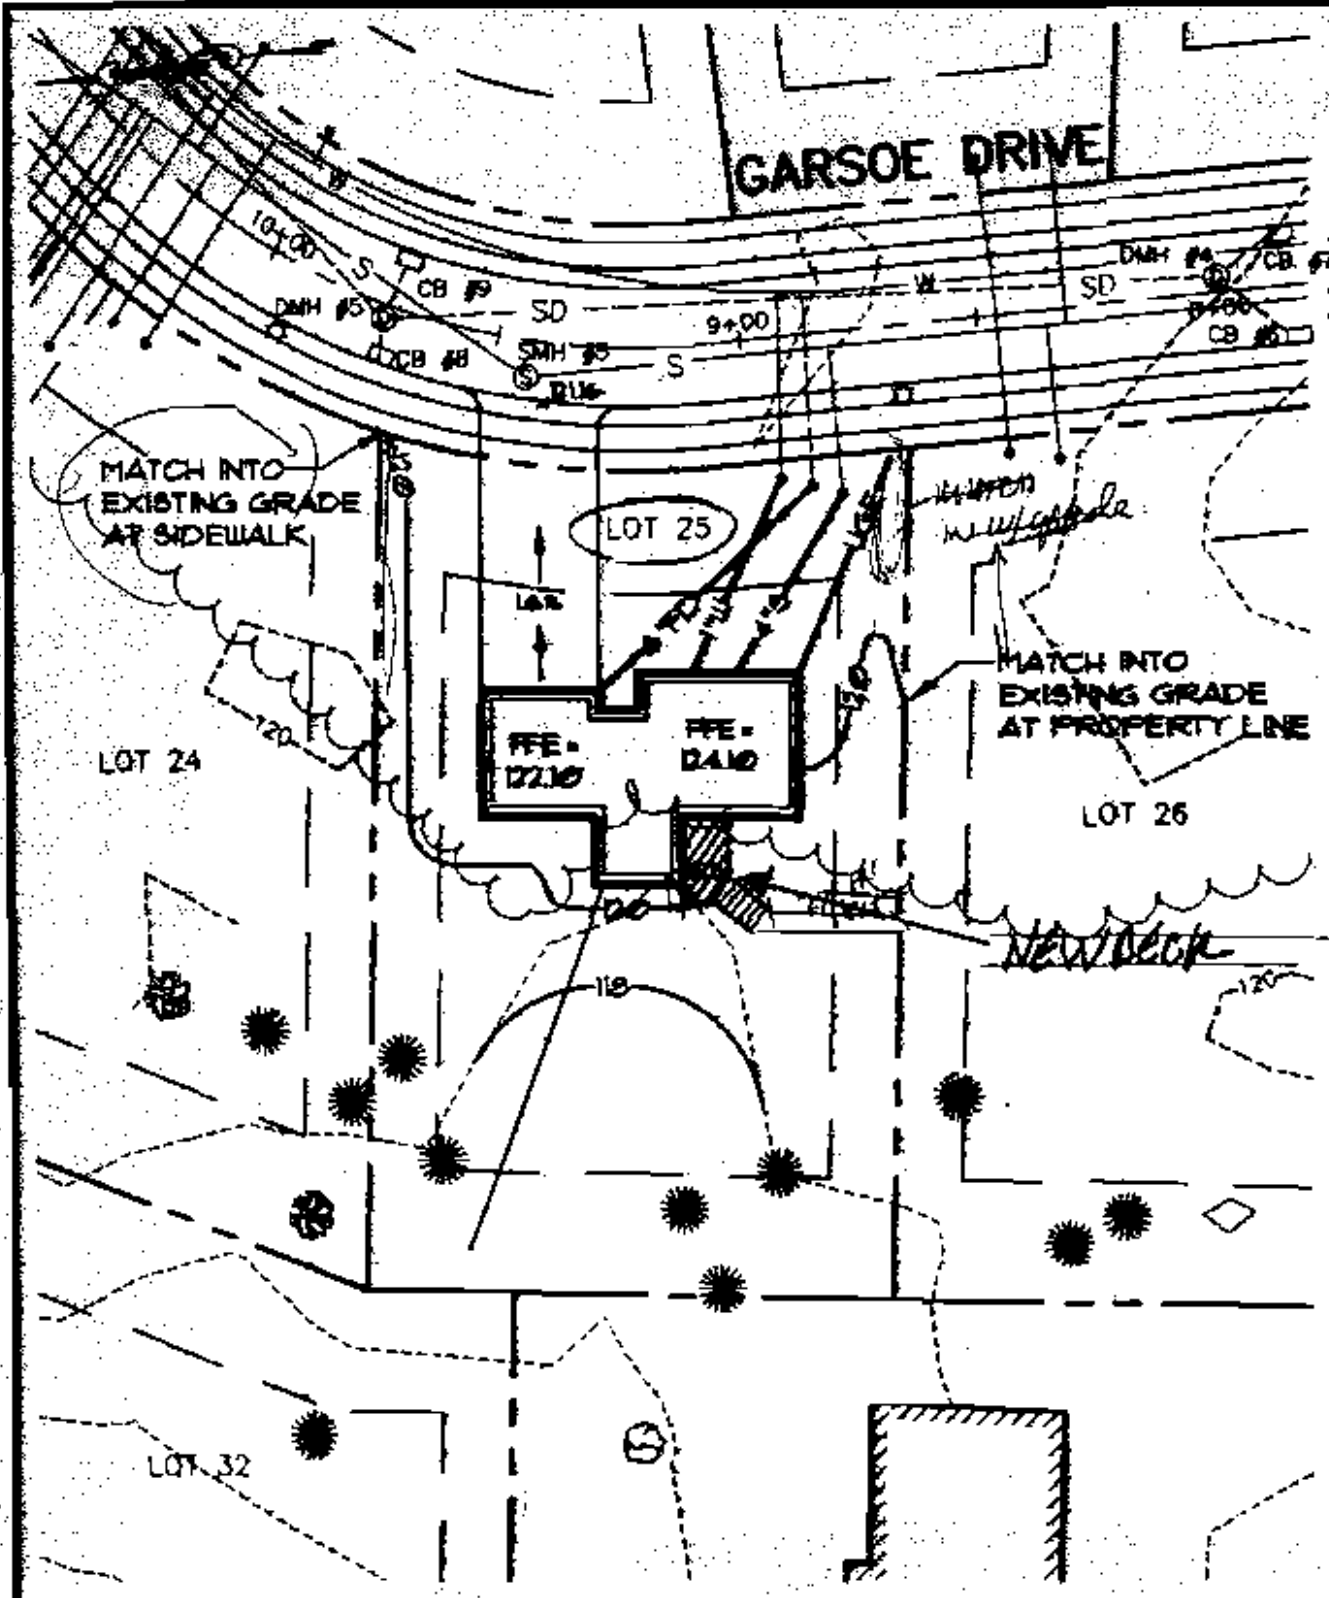 GARSOE DRIVE
10+00
S
CB #9
DMH #5
SD
W
DMH #4
SD
CB
9+00
CB #8
SMH #5
S
CB #6
MATCH INTO
EXISTING GRADE
AT SIDEWALK
LOT 25
MATCH INTO
EXISTING GRADE
AT PROPERTY LINE
120
LOT 24
FFE =
122.10
FFE =
124.10
LOT 26
120
NEW DECK
118
120
LOT 32